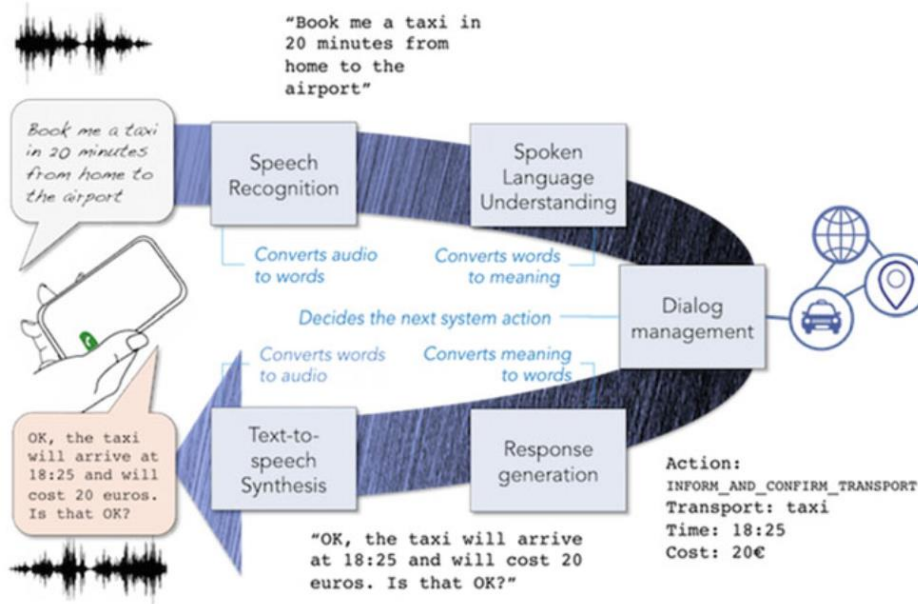 "Book me a taxi in
20 minutes from
home to the
airport"
Book me a taxi
in 20 minutes
from home to
the airport
Speech
Recognition
Spoken
Language
Understanding
Converts audio
to words
Converts words
to meaning
Decides the next system action
Dialog
management
Converts words
to audio
Converts meaning
to words
OK, the taxi
will arrive at
18:25 and will
cost 20 euros.
Is that OK?
Text-to-
speech
Synthesis
Response
generation
Action:
INFORM_AND_CONFIRM_TRANSPORT
Transport: taxi
Time: 18:25
Cost: 20€
"OK, the taxi will arrive
at 18:25 and will cost 20
euros. Is that OK?"